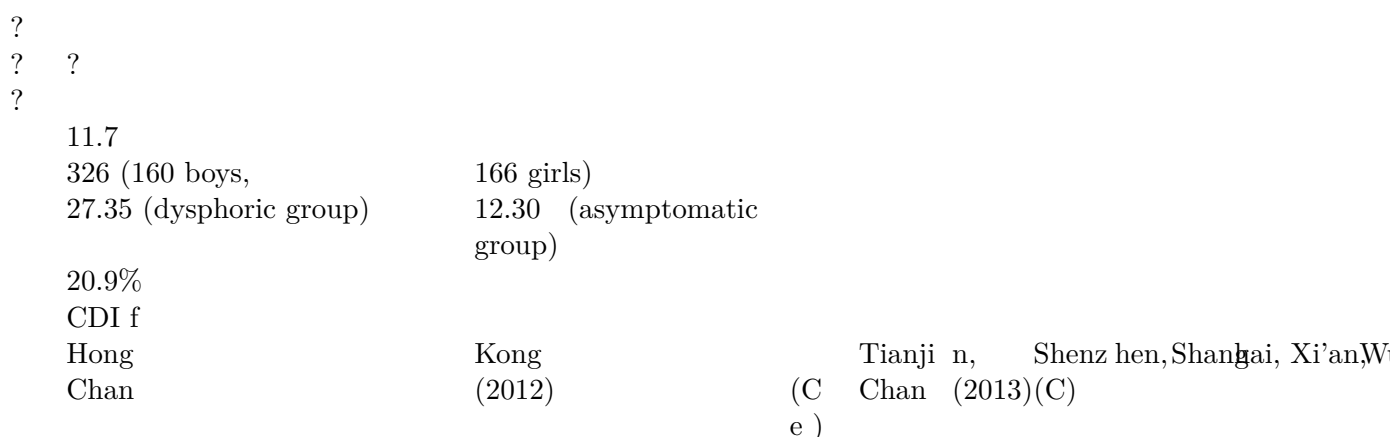 ?
? ?
?
11.7
326 (160 boys, 166 girls)
27.35 (dysphoric group) 12.30 (asymptomatic
group)
20.9%
CDI f
Hong Kong Tianji n, Shenz hen, Shangai, Xi'an,
Chan (2012) (C Chan (2013) (C)
e )